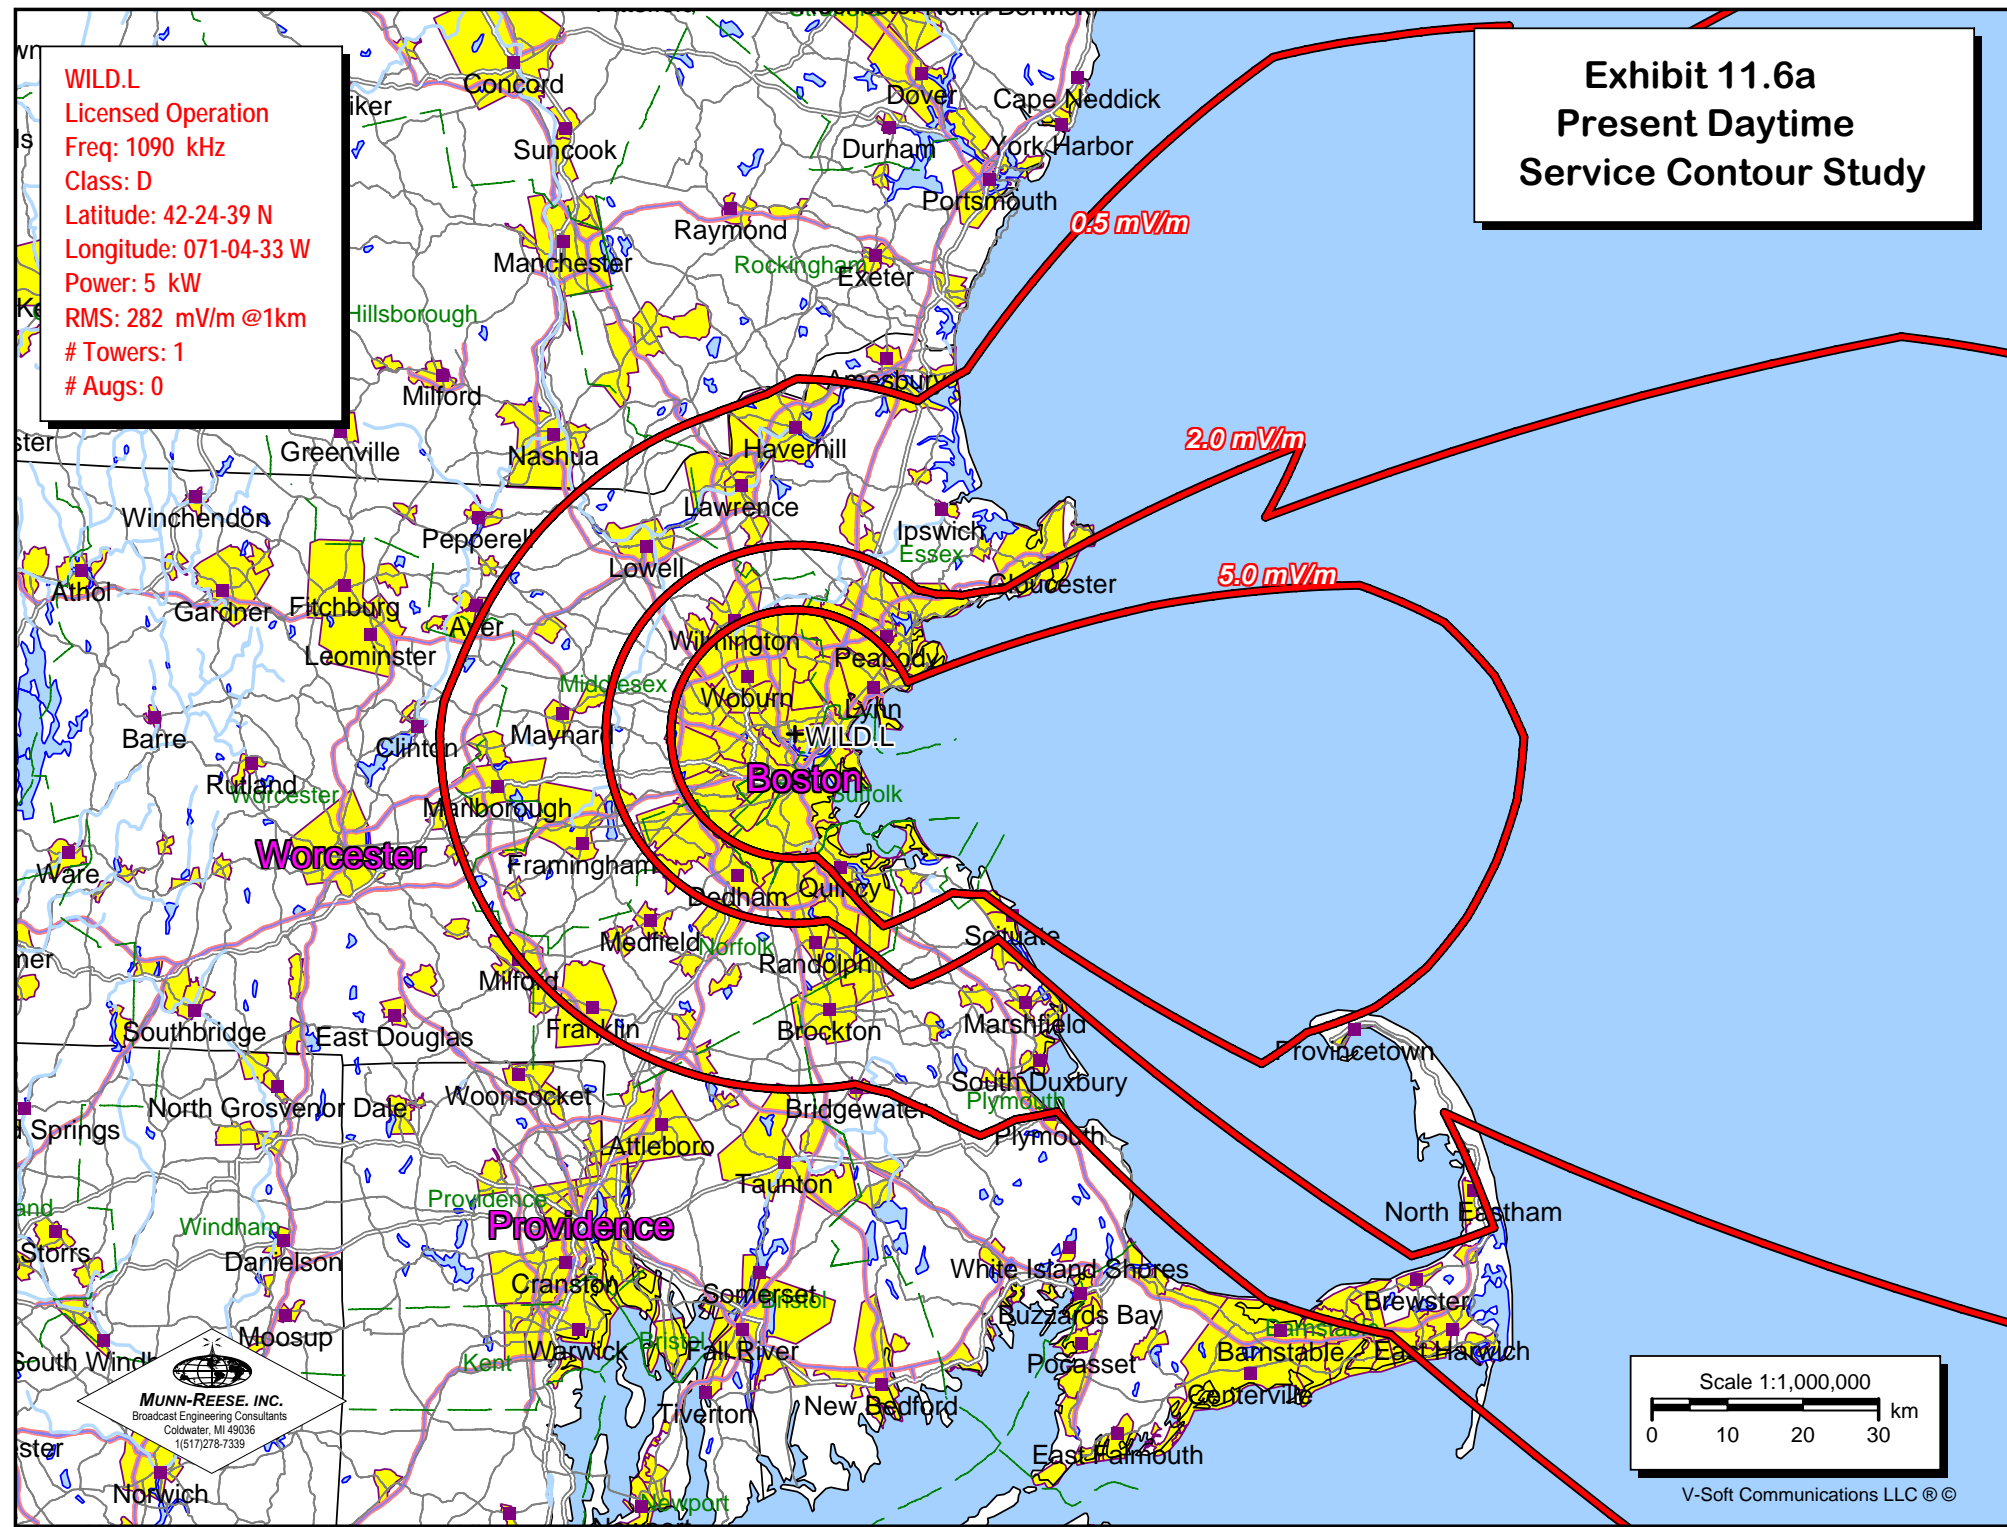 WILD.L
Licensed Operation
Freq: 1090 kHz
Class: D
Latitude: 42-24-39 N
Longitude: 071-04-33 W
Power: 5 kW
RMS: 282 mV/m @1km
# Towers: 1
# Augs: 0
Exhibit 11.6a
Present Daytime
Service Contour Study
Concord
Dover
Cape Neddick
Suncook
Durham
York Harbor
Portsmouth
0.5 mV/m
Raymond
Manchester
Rockingham
Exeter
Hillsborough
Milford
Amesbury
Greenville
Nashua
Haverhill
2.0 mV/m
Winchendon
Lawrence
Pepperell
Ipswich
Essex
Lowell
Gloucester
5.0 mV/m
Athol
Gardner
Fitchburg
Ayer
Wilmington
Leominster
Peabody
Middlesex
Woburn
Lynn
Barre
Clinton
Maynard
WILD.L
Rutland
Worcester
Boston
Suffolk
Marlborough
Worcester
Framingham
Ware
Dedham
Quincy
Medfield
Norfolk
Scituate
Randolph
Milford
Southbridge
East Douglas
Franklin
Brockton
Marshfield
Provincetown
Woonsocket
South Duxbury
Plymouth
North Grosvenor Dale
Bridgewater
d Springs
Attleboro
Plymouth
Taunton
Providence
North Eastham
Windham
Providence
Storrs
Danielson
White Island Shores
Cranston
Somerset
Bristol
Brewster
Buzzards Bay
Moosup
Bristol
Barnstable
South Wind
Kent
Warwick
Fall River
Pocasset
Barnstable
East Harwich
Centerville
Tiverton
New Bedford
East Falmouth
Norwich
Newport
Newport
MUNN-REESE, INC.
Broadcast Engineering Consultants
Coldwater, MI 49036
1(517)278-7339
Scale 1:1,000,000
km
0 10 20 30
V-Soft Communications LLC ® ©